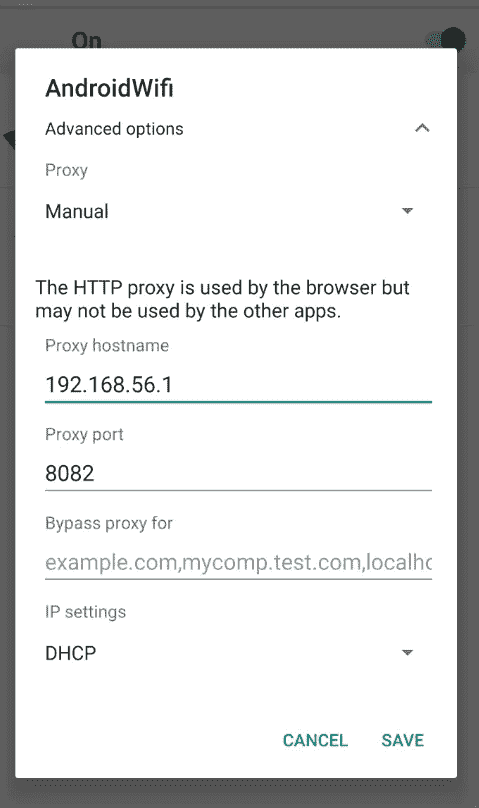 On
AndroidWifi
Advanced options
Proxy
Manual
The HTTP proxy is used by the browser but
may not be used by the other apps.
Proxy hostname
192.168.56.1
Proxy port
8082
Bypass proxy for
example.com,mycomp.test.com,localho
IP settings
DHCP
CANCEL SAVE